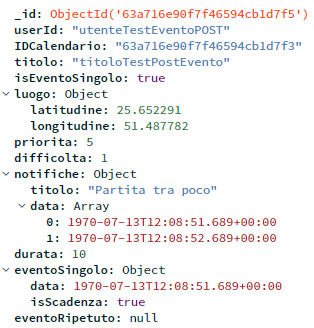 _id: ObjectId('63a716e90f7f46594cb1d7f5')
userId: "utenteTestEventoPOST"
IDCalendario: "63a716e90f7f46594cb1d7f3"
titolo: "titoloTestPostEvento"
isEventoSingolo: true
luogo: Object
latitudine: 25.652291
longitudine: 51.487782
priorita: 5
difficolta: 1
notifiche: Object
titolo: "Partita tra poco"
data: Array
0: 1970-07-13T12:08:51.689+00:00
1: 1970-07-13T12:08:52.689+00:00
durata: 10
eventoSingolo: Object
data: 1970-07-13T12:08:51.689+00:00
isScadenza: true
eventoRipetuto: null